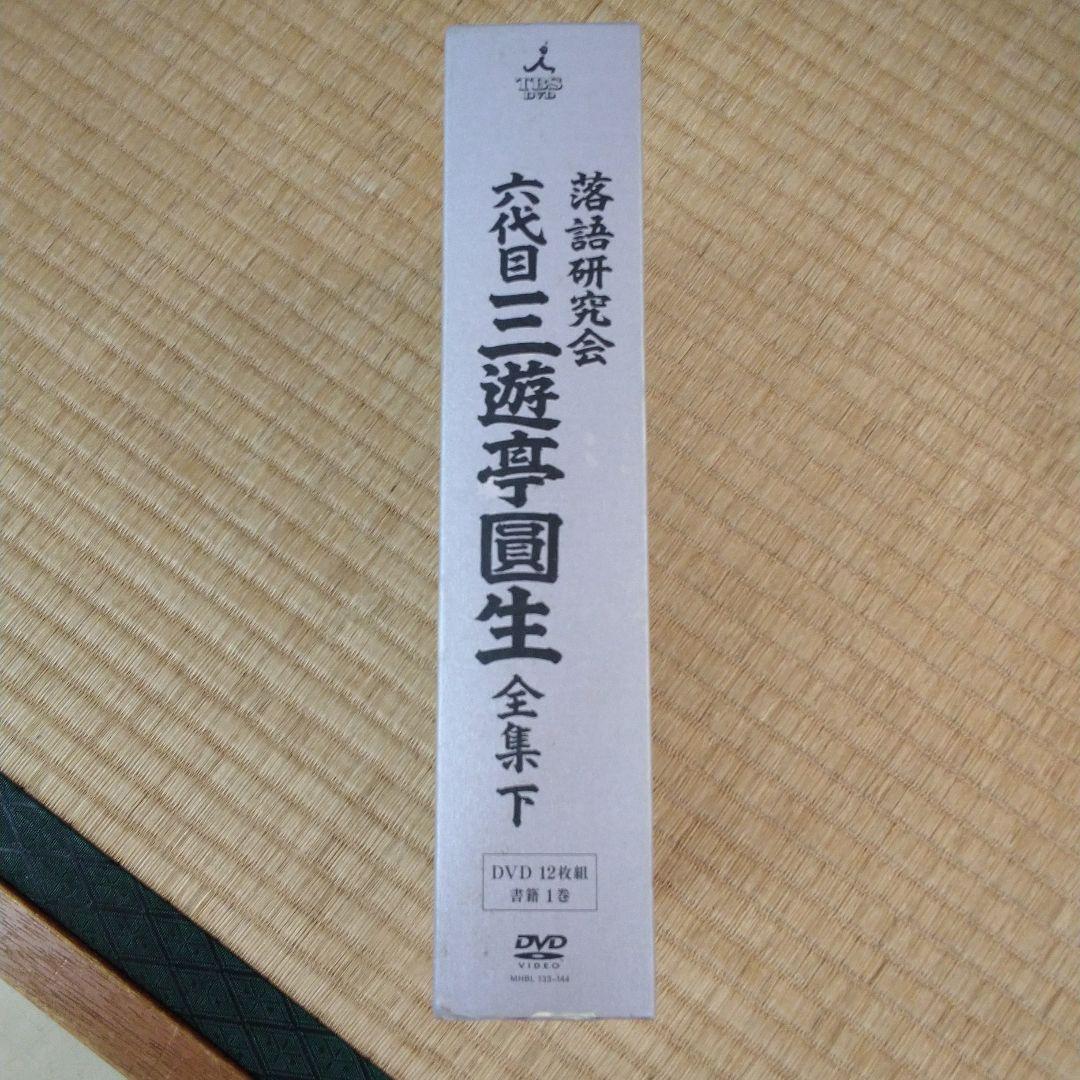 TBS
DVD
落語研究会
六代目 三遊亭圓生 全集 下
DVD 12枚組
書籍 1巻
DVD
VIDEO
MHBL 133-144